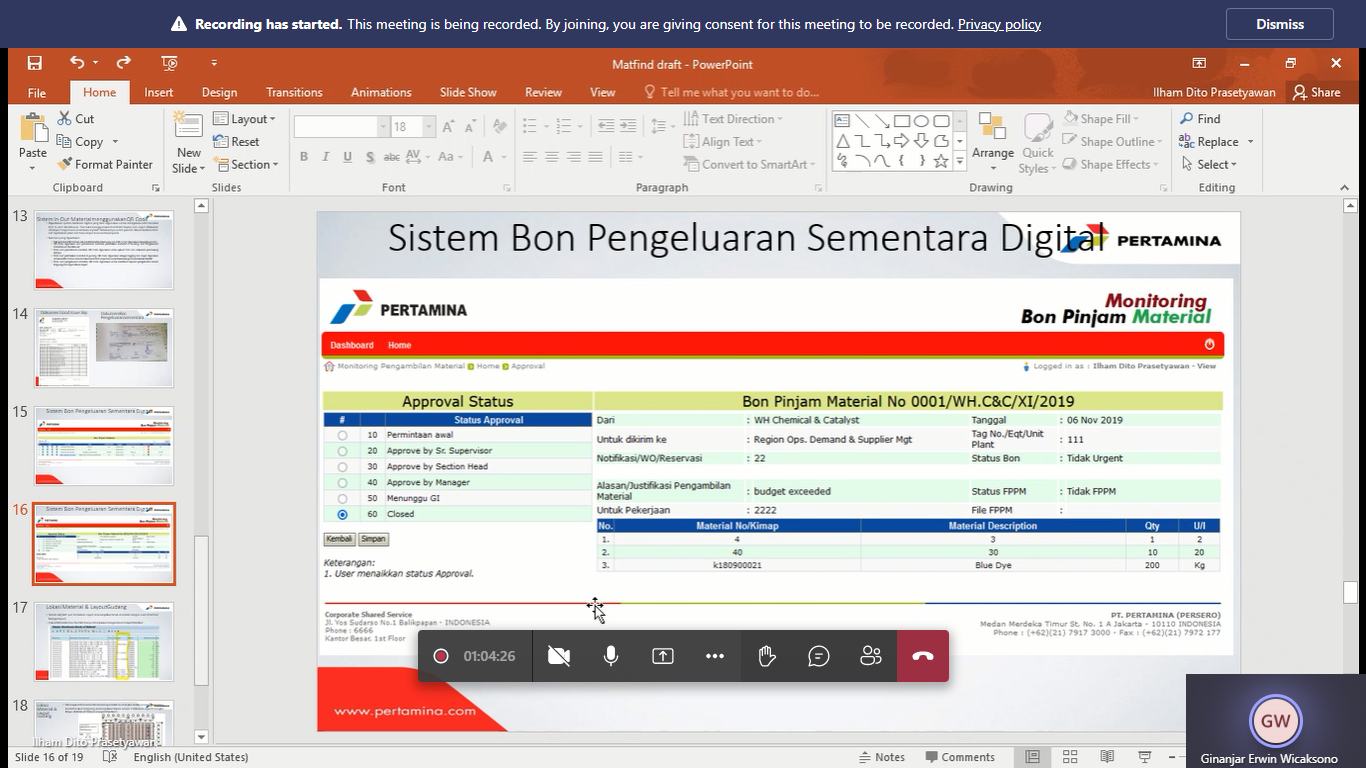 Recording has started. This meeting is being recorded. By joining, you are giving consent for this meeting to be recorded. Privacy policy
Dismiss
Matfind draft - PowerPoint
File Home Insert Design Transitions Animations Slide Show Review View Tell me what you want to do... Ilham Dito Prasetyawan Share
Paste
Cut
Copy
Format Painter
Clipboard
New Slide
Layout
Reset
Section
Slides
18
Font
Text Direction
Align Text
Convert to SmartArt
Paragraph
Arrange
Quick Styles
Shape Fill
Shape Outline
Shape Effects
Drawing
Find
Replace
Select
Editing
13
14
15
16
17
Lokasi Material & Layout Gudang
18
Ilham Dito Prasetyawan
Sistem Bon Pengeluaran Sementara Digital
PERTAMINA
PERTAMINA
Monitoring
Bon Pinjam Material
Dashboard Home
Monitoring Pengambilan Material Home Approval
Logged in as : Ilham Dito Prasetyawan - View
Approval Status
# Status Approval
10 Permintaan awal
20 Approve by Sr. Supervisor
30 Approve by Section Head
40 Approve by Manager
50 Menunggu GI
60 Closed
Kembali Simpan
Keterangan:
1. User menaikkan status Approval.
Bon Pinjam Material No 0001/WH.C&C/XI/2019
Dari : WH Chemical & Catalyst Tanggal : 06 Nov 2019
Untuk dikirim ke : Region Ops. Demand & Supplier Mgt Tag No./Eqt/Unit Plant : 111
Notifikasi/WO/Reservasi : 22 Status Bon : Tidak Urgent
Alasan/Justifikasi Pengambilan Material : budget exceeded Status FPPM : Tidak FPPM
Untuk Pekerjaan : 2222 File FPPM :
No. Material No/Kimap Material Description Qty U/I
1. 4 3 1 2
2. 40 30 10 20
3. k180900021 Blue Dye 200 Kg
Corporate Shared Service
Jl. Yos Sudarso No.1 Balikpapan - INDONESIA
Phone : 6666
Kantor Besar, 1st Floor
PT. PERTAMINA (PERSERO)
Medan Merdeka Timur St. No. 1 A Jakarta - 10110 INDONESIA
Phone : (+62)(21) 7917 3000 - Fax : (+62)(21) 7972 177
01:04:26
www.pertamina.com
GW
Ginanjar Erwin Wicaksono
Slide 16 of 19 English (United States) Notes Comments